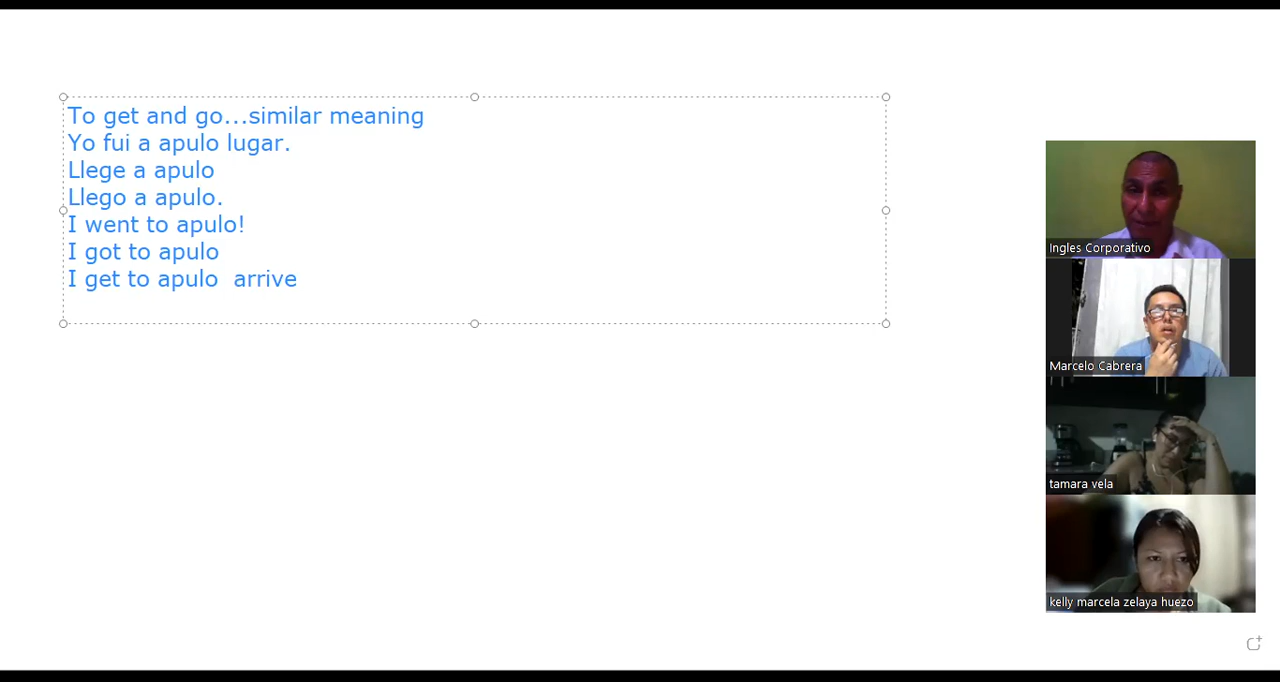 To get and go...similar meaning
Yo fui a apulo lugar.
Llege a apulo
Llego a apulo.
I went to apulo!
I got to apulo
I get to apulo  arrive
Ingles Corporativo
Marcelo Cabrera
tamara vela
kelly marcela zelaya huezo